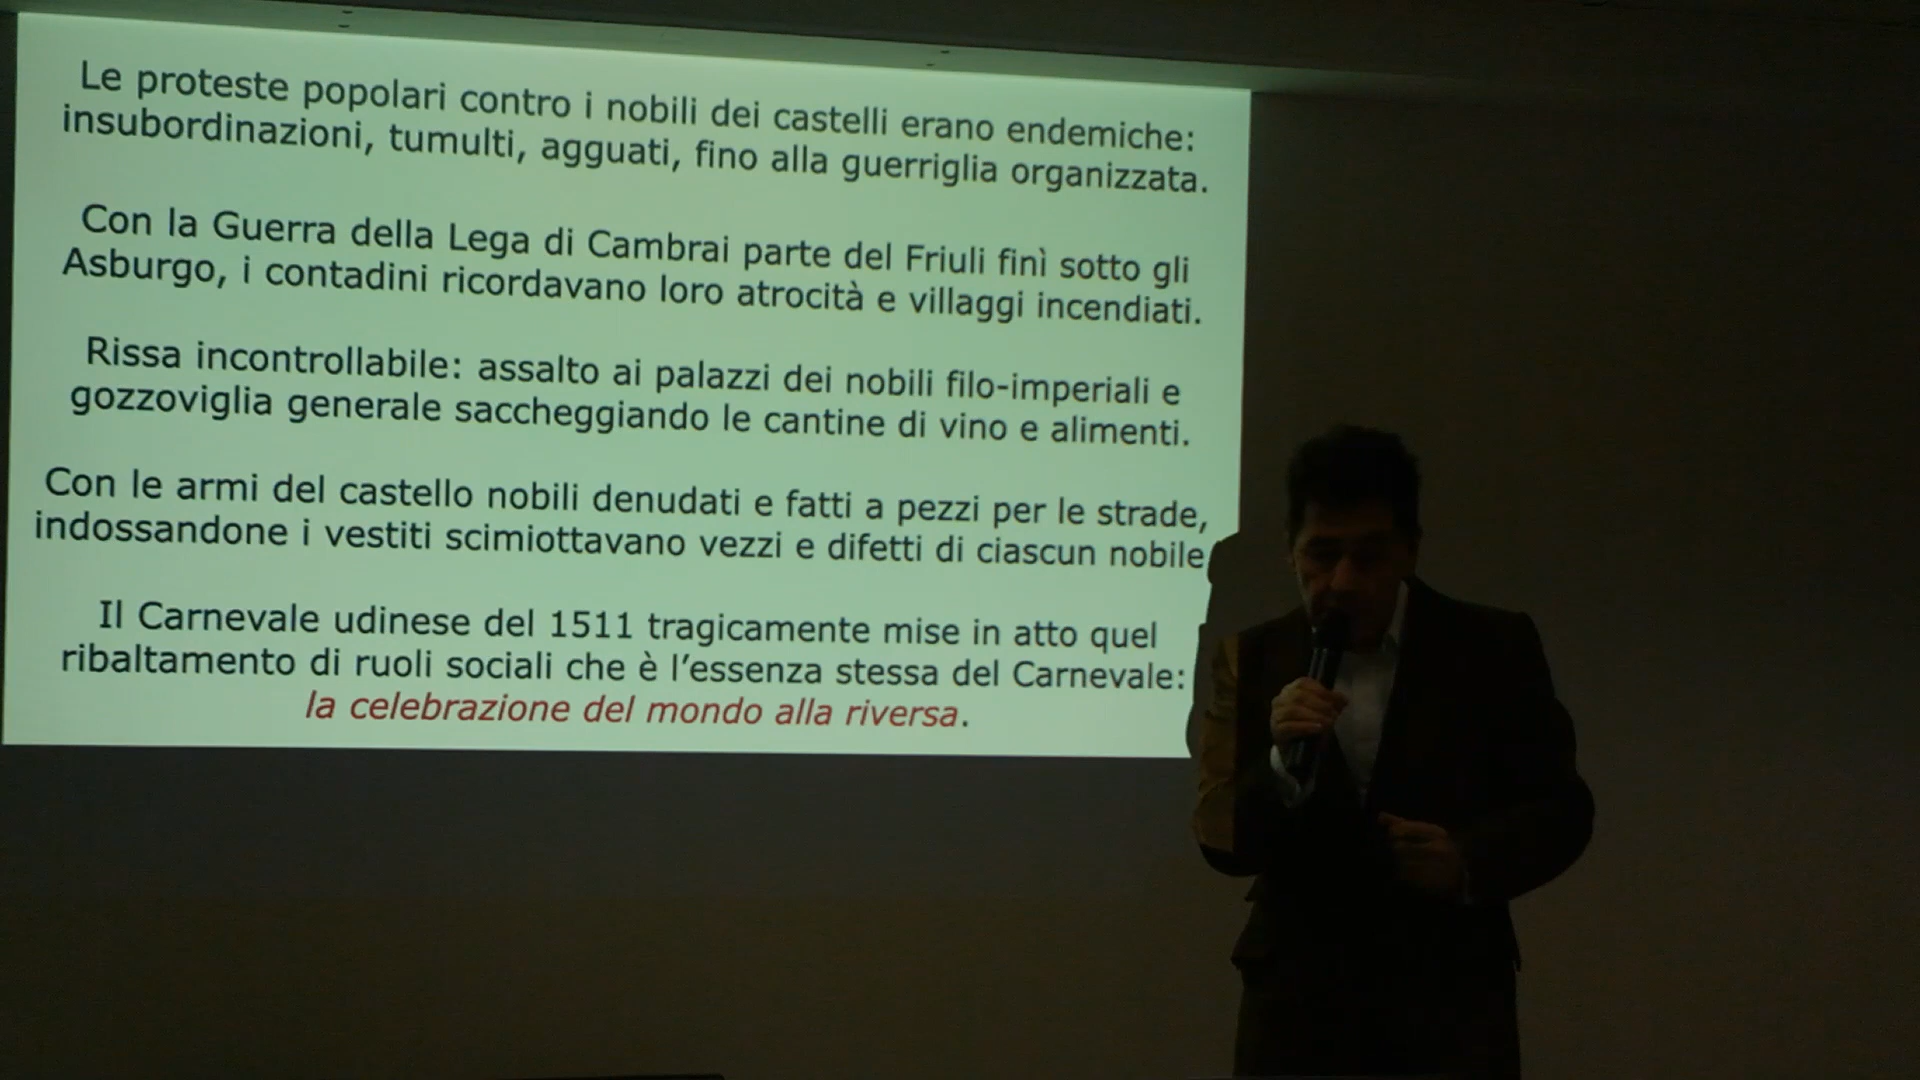 Le proteste popolari contro i nobili dei castelli erano endemiche:
insubordinazioni, tumulti, agguati, fino alla guerriglia organizzata.
Con la Guerra della Lega di Cambrai parte del Friuli finì sotto gli
Asburgo, i contadini ricordavano loro atrocità e villaggi incendiati.
Rissa incontrollabile: assalto ai palazzi dei nobili filo-imperiali e
gozzoviglia generale saccheggiando le cantine di vino e alimenti.
Con le armi del castello nobili denudati e fatti a pezzi per le strade,
indossandone i vestiti scimiottavano vezzi e difetti di ciascun nobile
Il Carnevale udinese del 1511 tragicamente mise in atto quel
ribaltamento di ruoli sociali che è l'essenza stessa del Carnevale:
la celebrazione del mondo alla riversa.